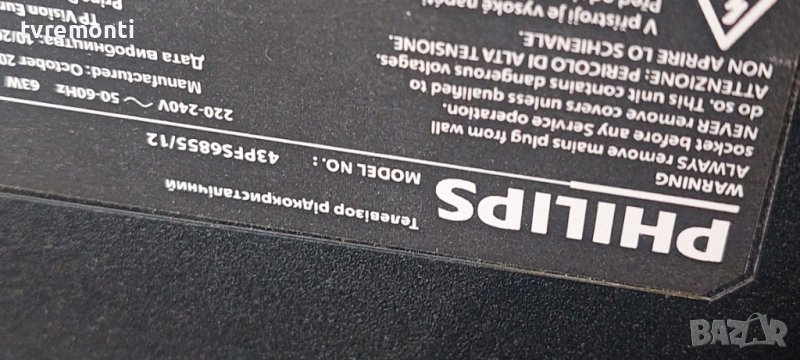 PHILIPS
Телевізор рідкокристалічний
MODEL NO.: 43PFS6855/12
220-240V ~ 50-60Hz 63W
Manufactured: October 20
Дата виробництва: 10/20
TP Vision Euro
WARNING
ALWAYS remove mains plug from wall
socket before any Service operation.
NEVER remove covers unless qualified to
do so. This unit contains dangerous voltages.
ATTENZIONE: PERICOLO DI ALTA TENSIONE
NON APRIRE LO SCHIENALE.
V přístroji je vysoké napětí
tvremonti
tvremonti
BAZAR